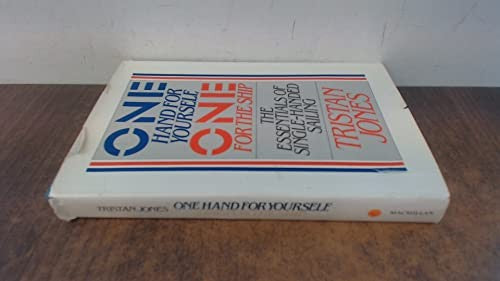 ONE
HAND FOR
YOURSELF
ONE
FOR THE SHIP
THE
ESSENTIALS OF
SINGLE-HANDED
SAILING
TRISTAN
JONES
TRISTAN JONES ONE HAND FOR YOURSELF MACMILLAN